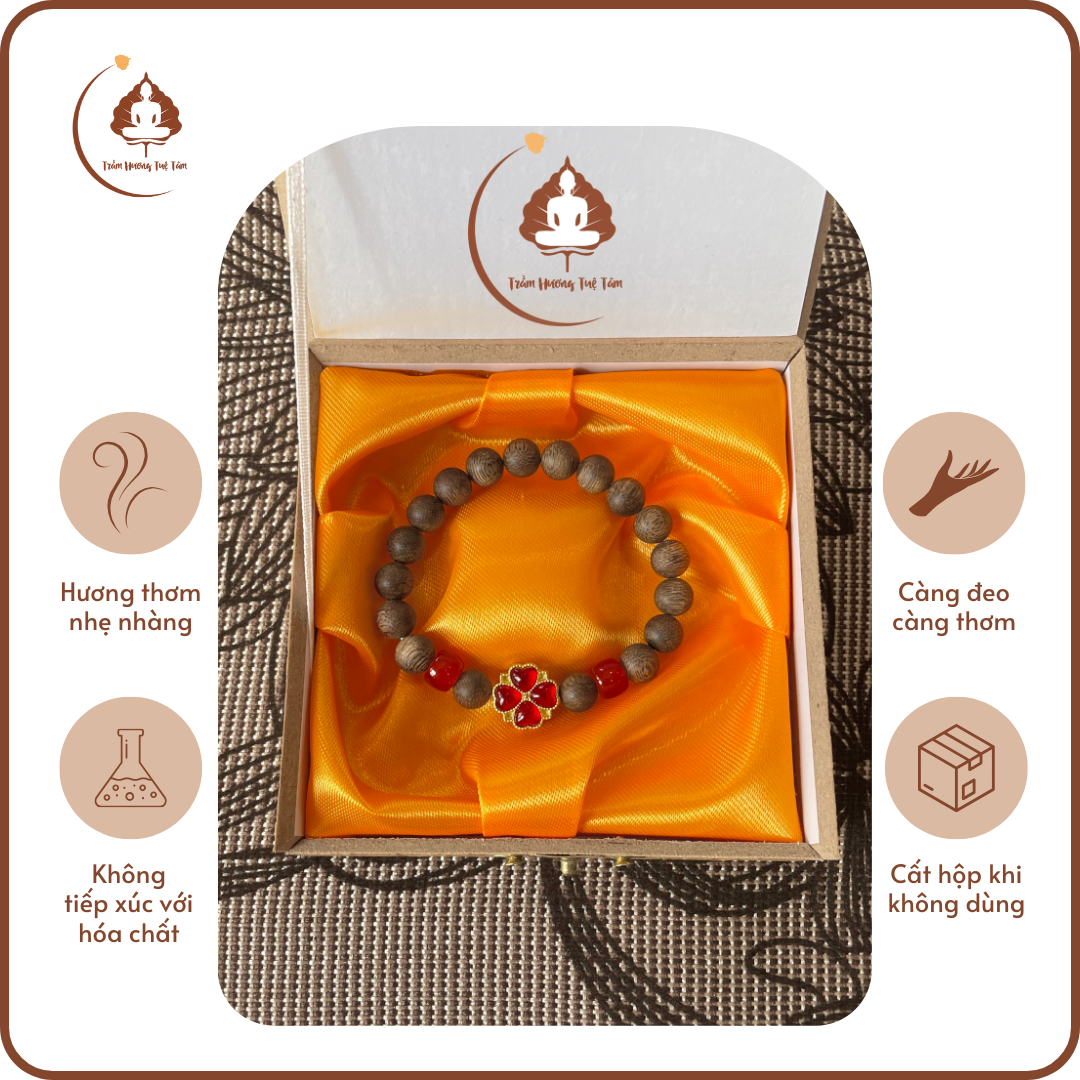 Trầm Hương Tuệ Tâm
Trầm Hương Tuệ Tâm
Hương thơm
nhẹ nhàng
Càng đeo
càng thơm
Không
tiếp xúc với
hóa chất
Cất hộp khi
không dùng